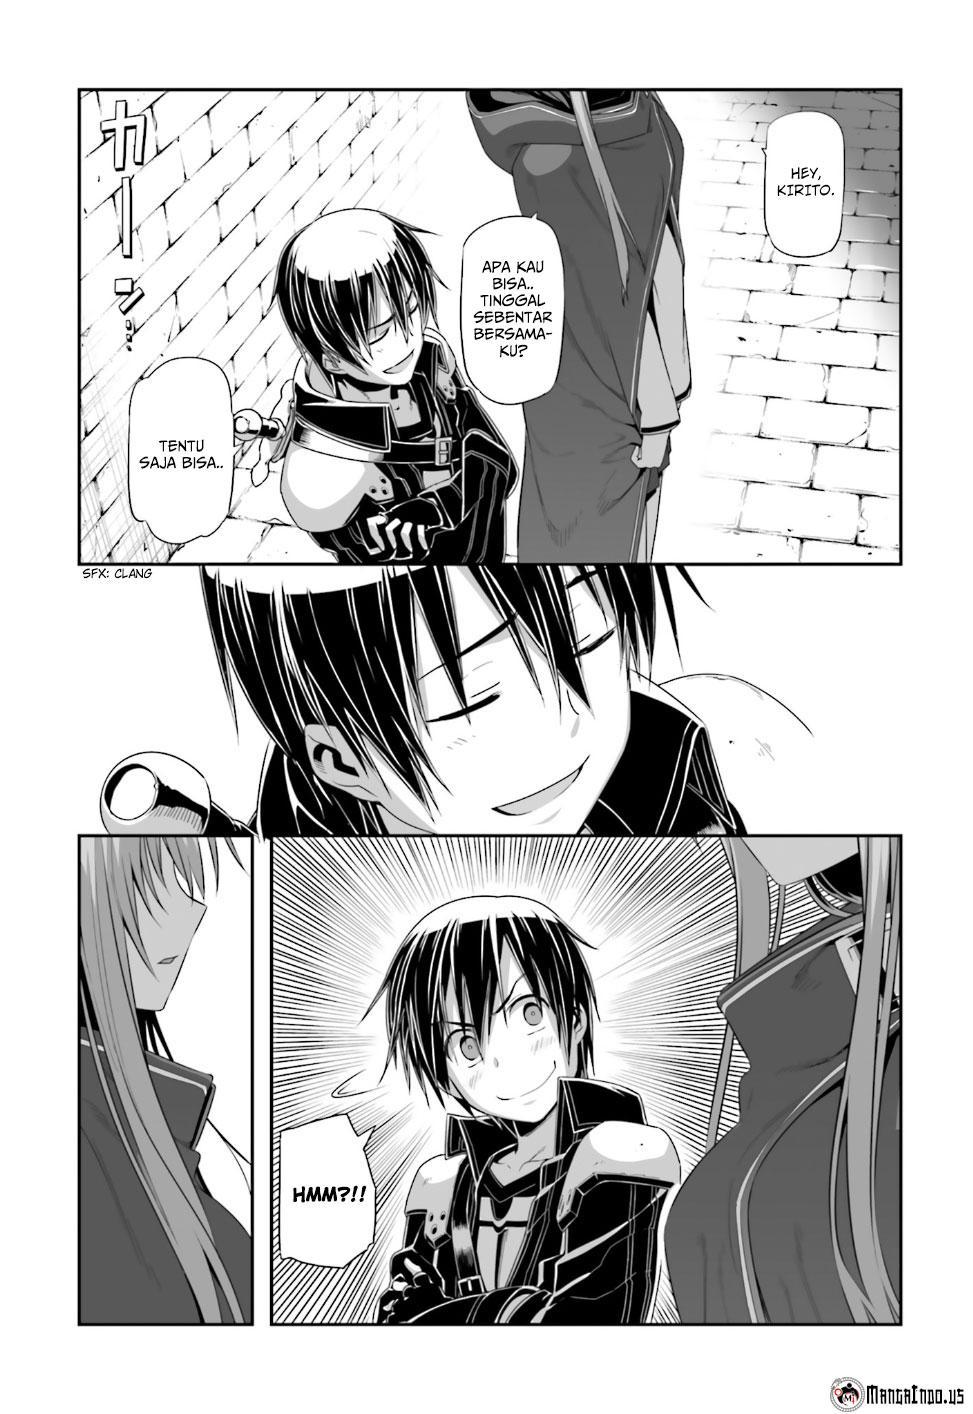 HEY,
KIRITO.
カーン...
APA KAU
BISA..
TINGGAL
SEBENTAR
BERSAMA-
KU?
TENTU
SAJA BISA..
SFX: CLANG
HMM?!!
MangaIndo.us